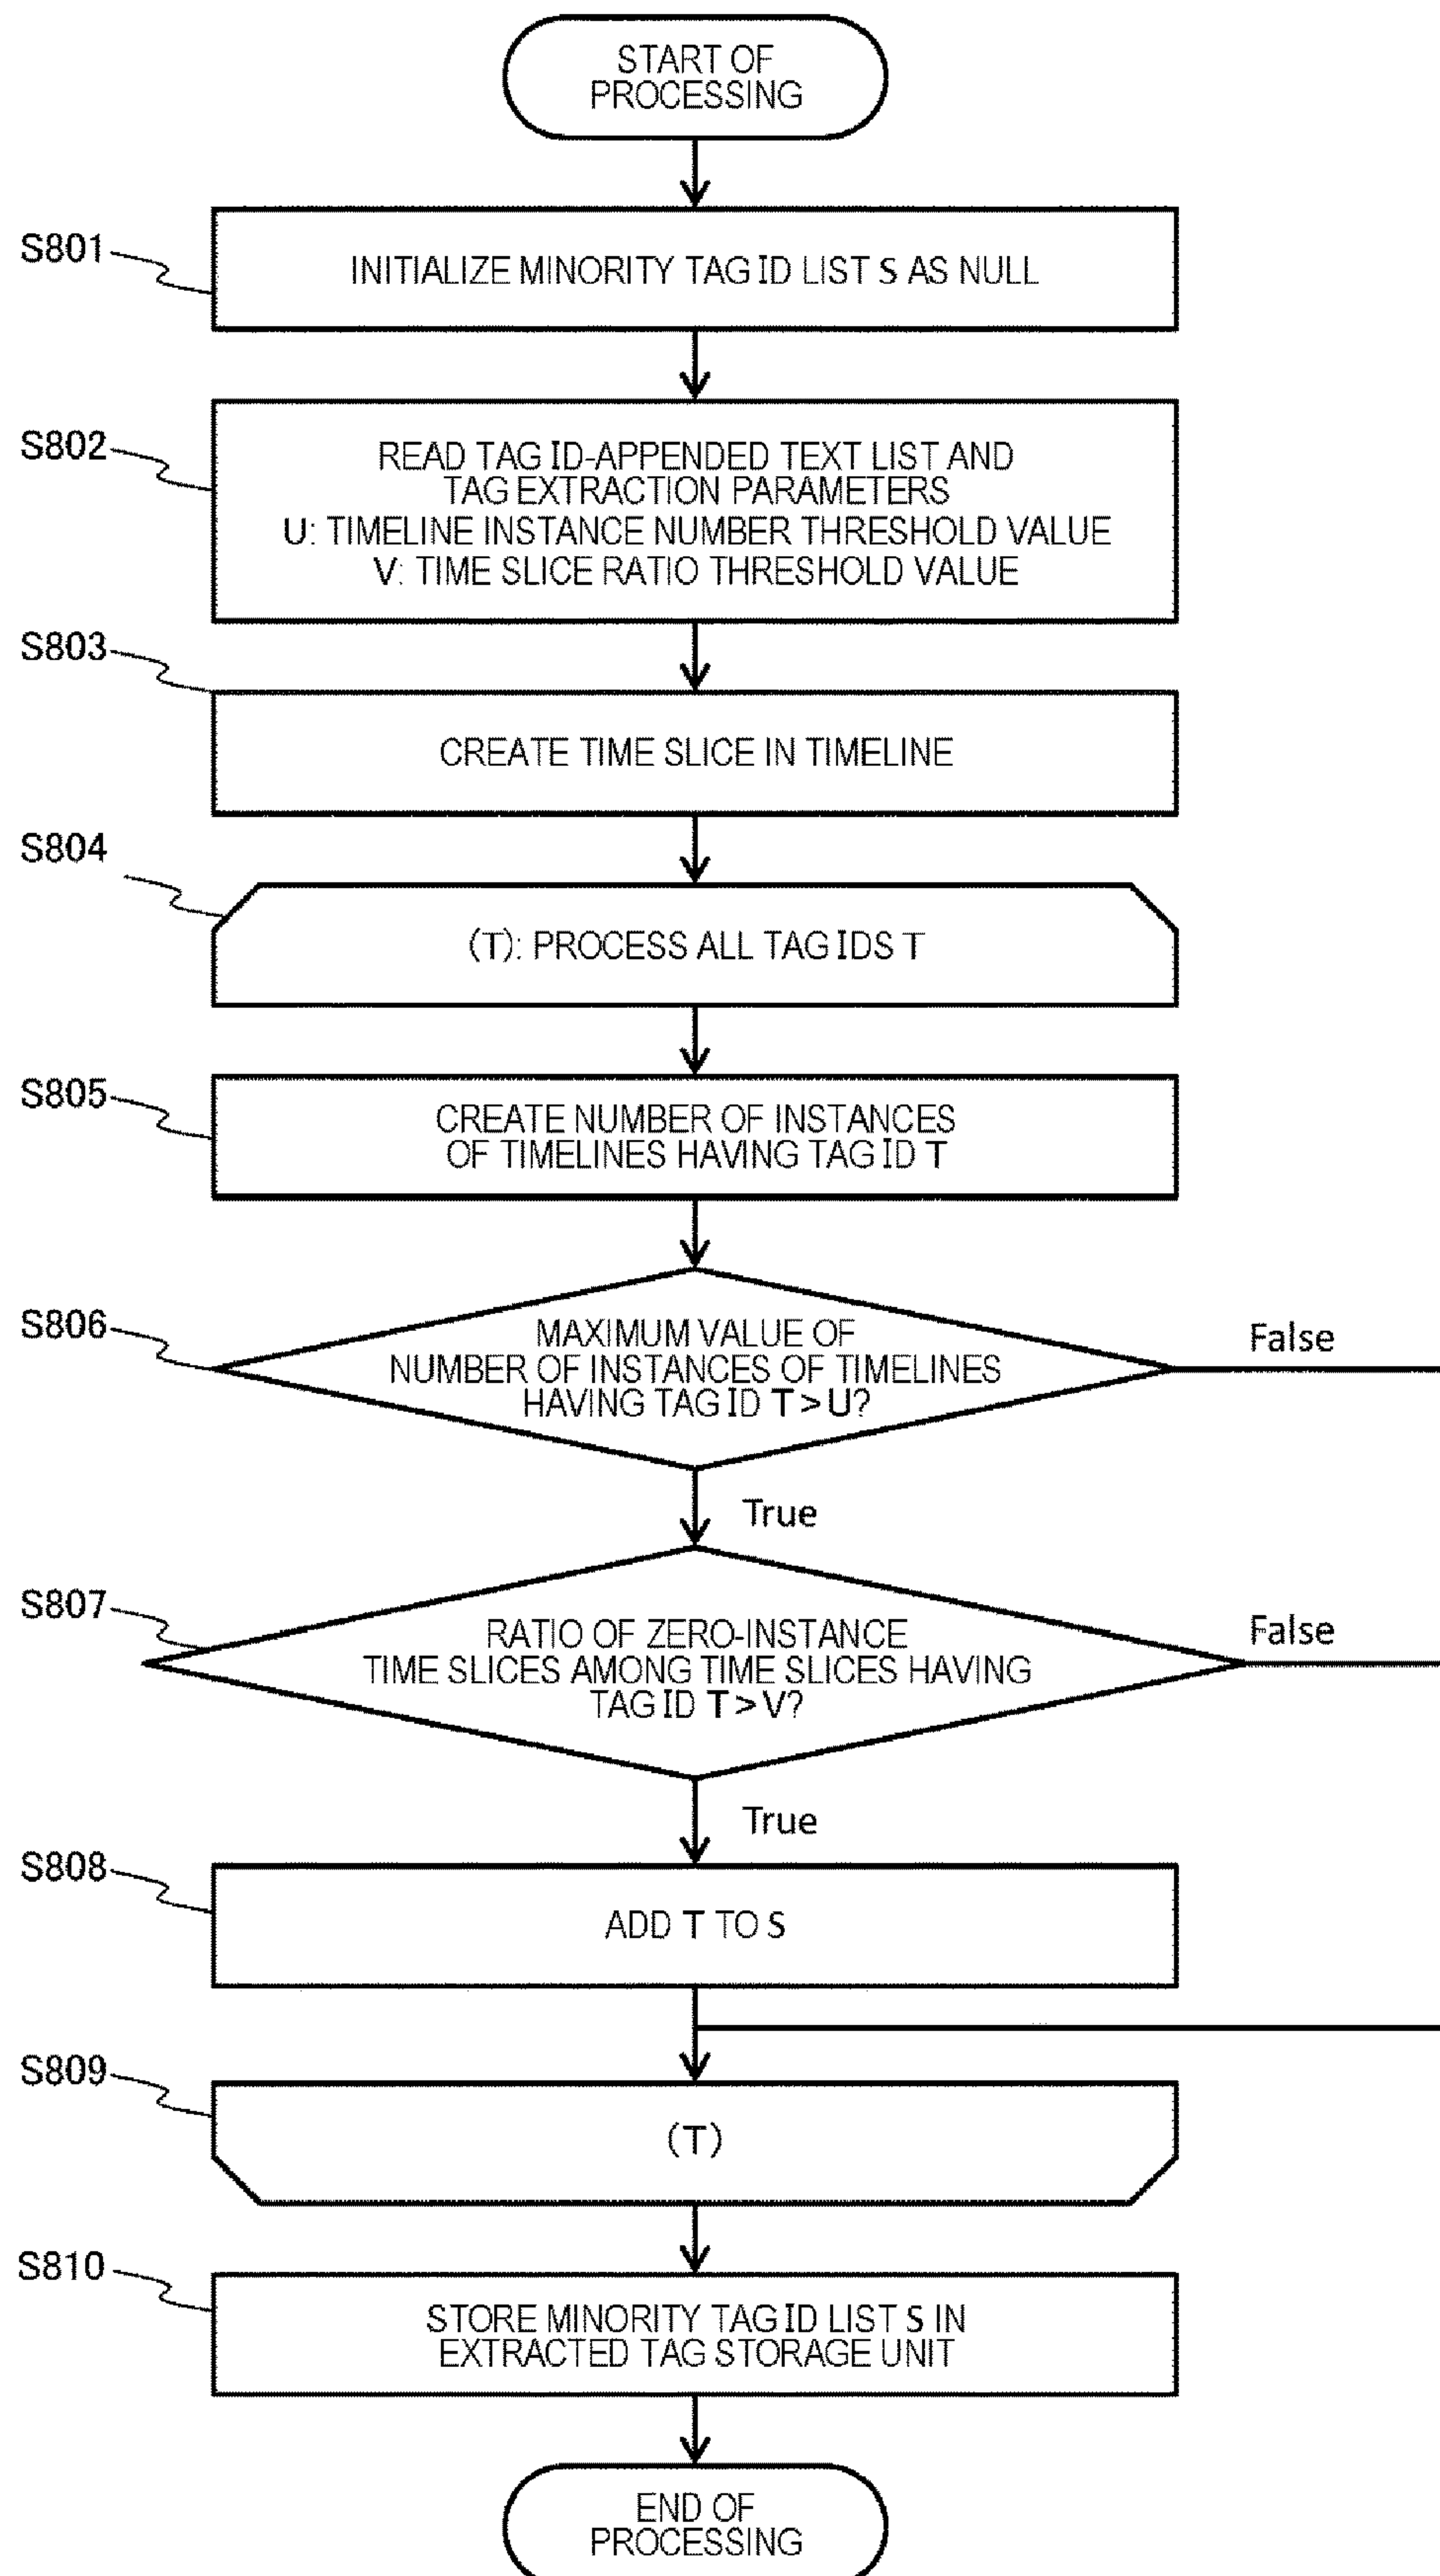 START OF
PROCESSING
S801
INITIALIZE MINORITY TAG ID LIST S AS NULL
S802
READ TAG ID-APPENDED TEXT LIST AND
TAG EXTRACTION PARAMETERS
U: TIMELINE INSTANCE NUMBER THRESHOLD VALUE
V: TIME SLICE RATIO THRESHOLD VALUE
S803
CREATE TIME SLICE IN TIMELINE
S804
(T): PROCESS ALL TAG IDS T
S805
CREATE NUMBER OF INSTANCES
OF TIMELINES HAVING TAG ID T
S806
MAXIMUM VALUE OF
NUMBER OF INSTANCES OF TIMELINES
HAVING TAG ID T > U?
False
True
S807
RATIO OF ZERO-INSTANCE
TIME SLICES AMONG TIME SLICES HAVING
TAG ID T > V?
False
True
S808
ADD T TO S
S809
(T)
S810
STORE MINORITY TAG ID LIST S IN
EXTRACTED TAG STORAGE UNIT
END OF
PROCESSING